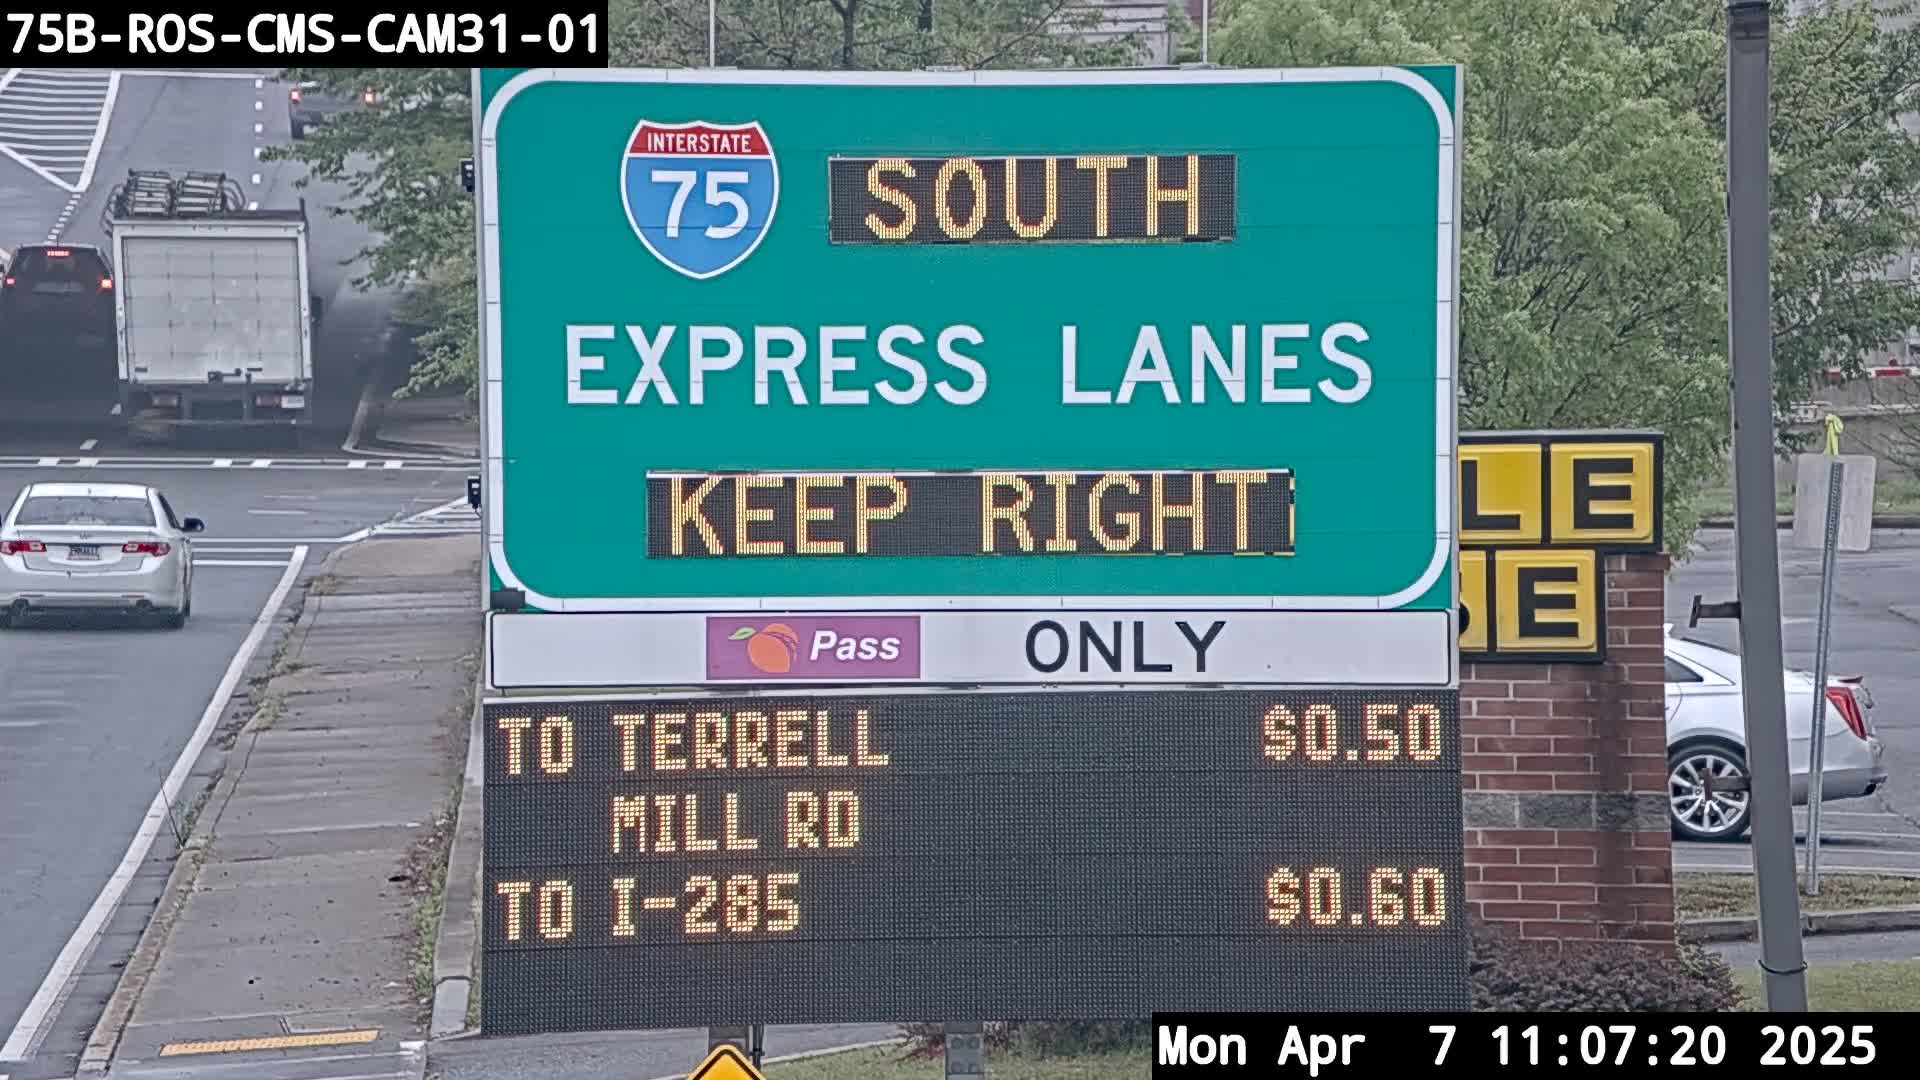 75B-ROS-CMS-CAM31-01
INTERSTATE
75
SOUTH
EXPRESS LANES
KEEP RIGHT
Pass
ONLY
TO TERRELL $0.50
MILL RD
TO I-285 $0.60
LE
E
Mon Apr 7 11:07:20 2025